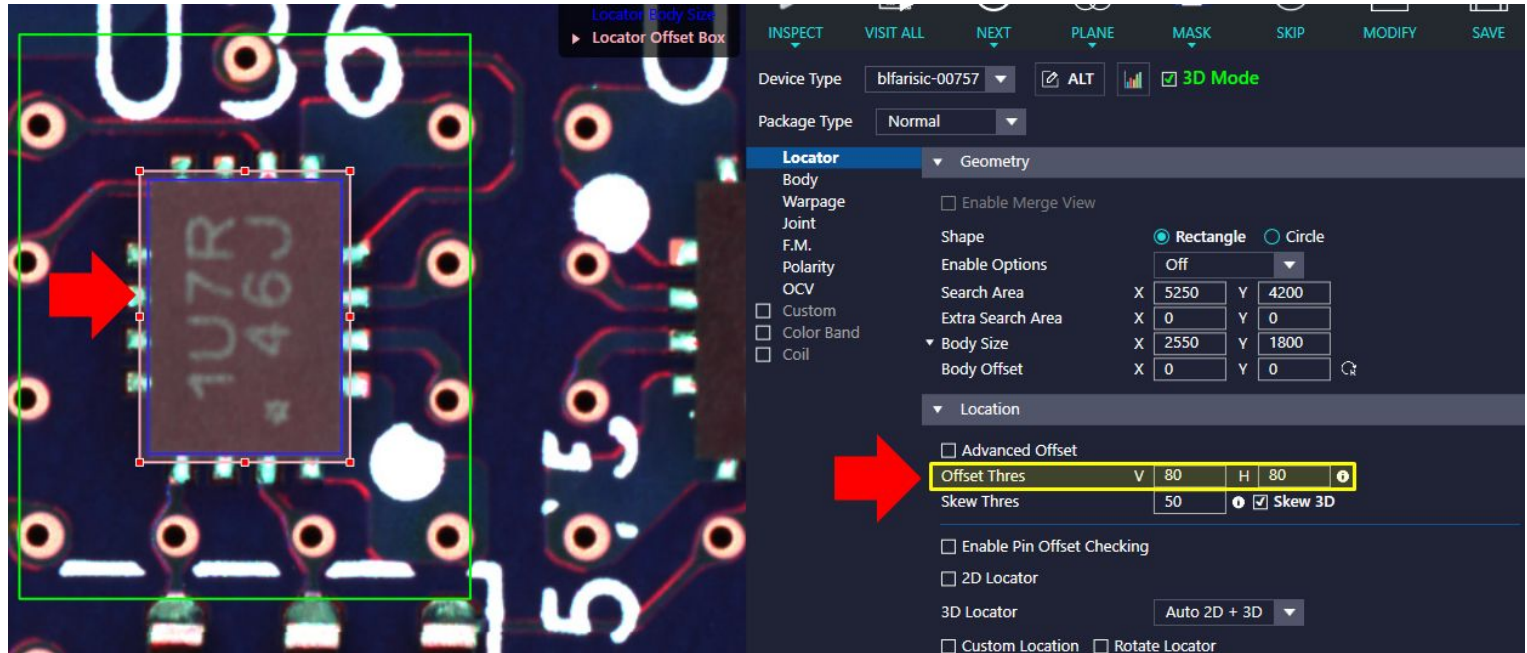 Locator Body Size
Locator Offset Box
INSPECT VISIT ALL NEXT PLANE MASK SKIP MODIFY SAVE
Device Type blfarisic-00757 ALT 3D Mode
Package Type Normal
Locator
Body
Warpage
Joint
F.M.
Polarity
OCV
Custom
Color Band
Coil
Geometry
Enable Merge View
Shape Rectangle Circle
Enable Options Off
Search Area X 5250 Y 4200
Extra Search Area X 0 Y 0
Body Size X 2550 Y 1800
Body Offset X 0 Y 0
Location
Advanced Offset
Offset Thres V 80 H 80
Skew Thres 50 Skew 3D
Enable Pin Offset Checking
2D Locator
3D Locator Auto 2D + 3D
Custom Location Rotate Locator
1U7R
* 46J